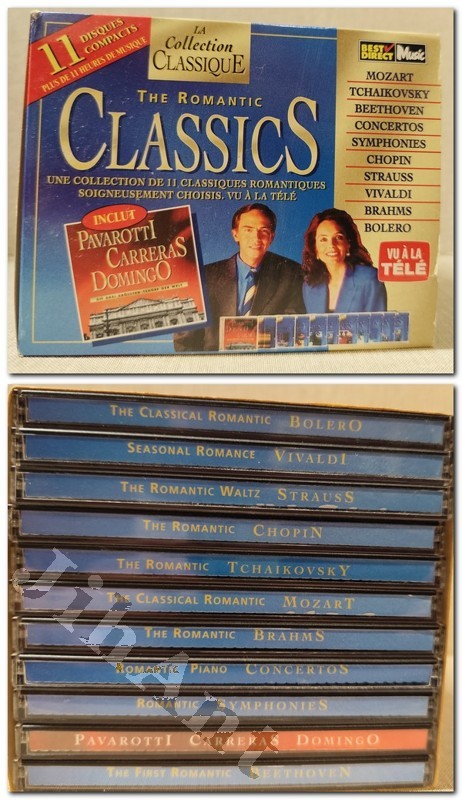 11 DISQUES
COMPACTS
PLUS DE 11 HEURES DE MUSIQUE
LA
Collection
CLASSIQUE
BEST
DIRECT
Music
THE ROMANTIC
CLASSICS
UNE COLLECTION DE 11 CLASSIQUES ROMANTIQUES
SOIGNEUSEMENT CHOISIS. VU À LA TÉLÉ
MOZART
TCHAIKOVSKY
BEETHOVEN
CONCERTOS
SYMPHONIES
CHOPIN
STRAUSS
VIVALDI
BRAHMS
BOLERO
VU À LA
TÉLÉ
INCLUT
PAVAROTTI
CARRERAS
DOMINGO
THE CLASSICAL ROMANTIC BOLERO
SEASONAL ROMANCE VIVALDI
THE ROMANTIC WALTZ STRAUSS
THE ROMANTIC CHOPIN
THE ROMANTIC TCHAIKOVSKY
THE CLASSICAL ROMANTIC MOZART
THE ROMANTIC BRAHMS
ROMANTIC PIANO CONCERTOS
ROMANTIC SYMPHONIES
PAVAROTTI CARRERAS DOMINGO
THE FIRST ROMANTIC BEETHOVEN
JihAnt